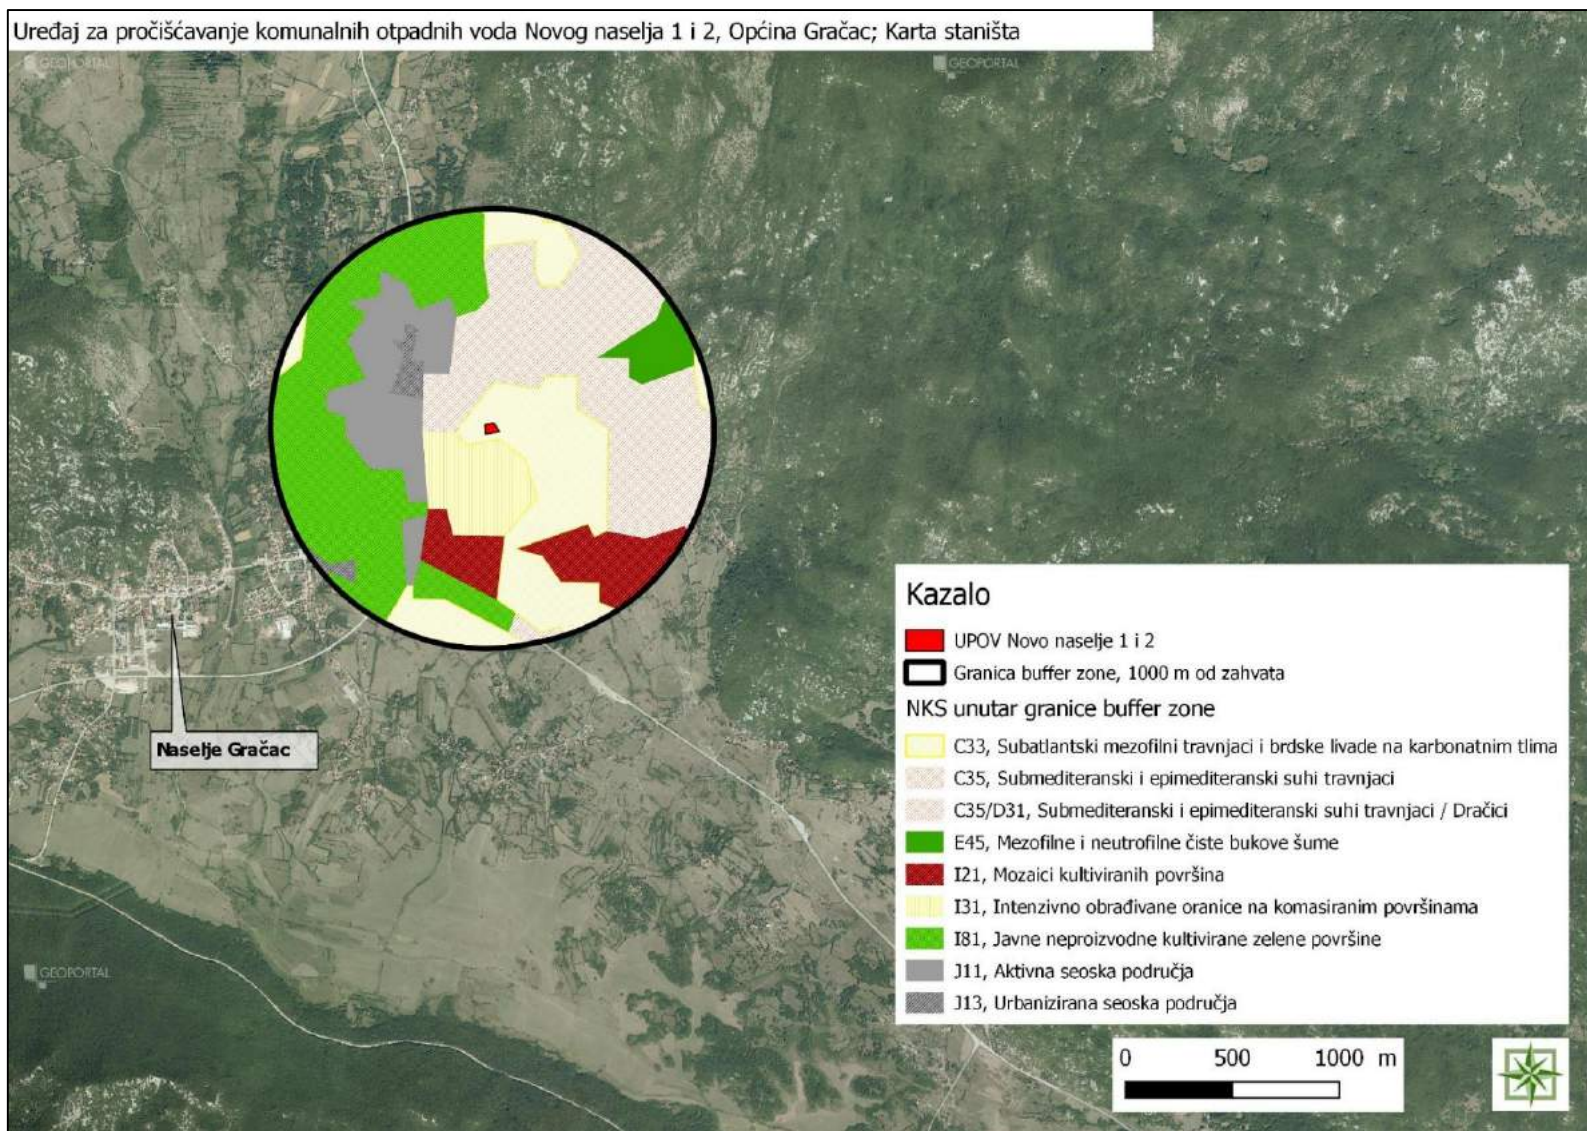 Uređaj za pročišćavanje komunalnih otpadnih voda Novog naselja 1 i 2, Općina Gračac; Karta staništa
GEOPORTAL
GEOPORTAL
Naselje Gračac
GEOPORTAL
Kazalo
UPOV Novo naselje 1 i 2
Granica buffer zone, 1000 m od zahvata
NKS unutar granice buffer zone
C33, Subatlantski mezofilni travnjaci i brdske livade na karbonatnim tlima
C35, Submediteranski i epimediteranski suhi travnjaci
C35/D31, Submediteranski i epimediteranski suhi travnjaci / Dračici
E45, Mezofilne i neutrofilne čiste bukove šume
I21, Mozaici kultiviranih površina
I31, Intenzivno obrađivane oranice na komasiranim površinama
I81, Javne neproizvodne kultivirane zelene površine
J11, Aktivna seoska područja
J13, Urbanizirana seoska područja
0 500 1000 m